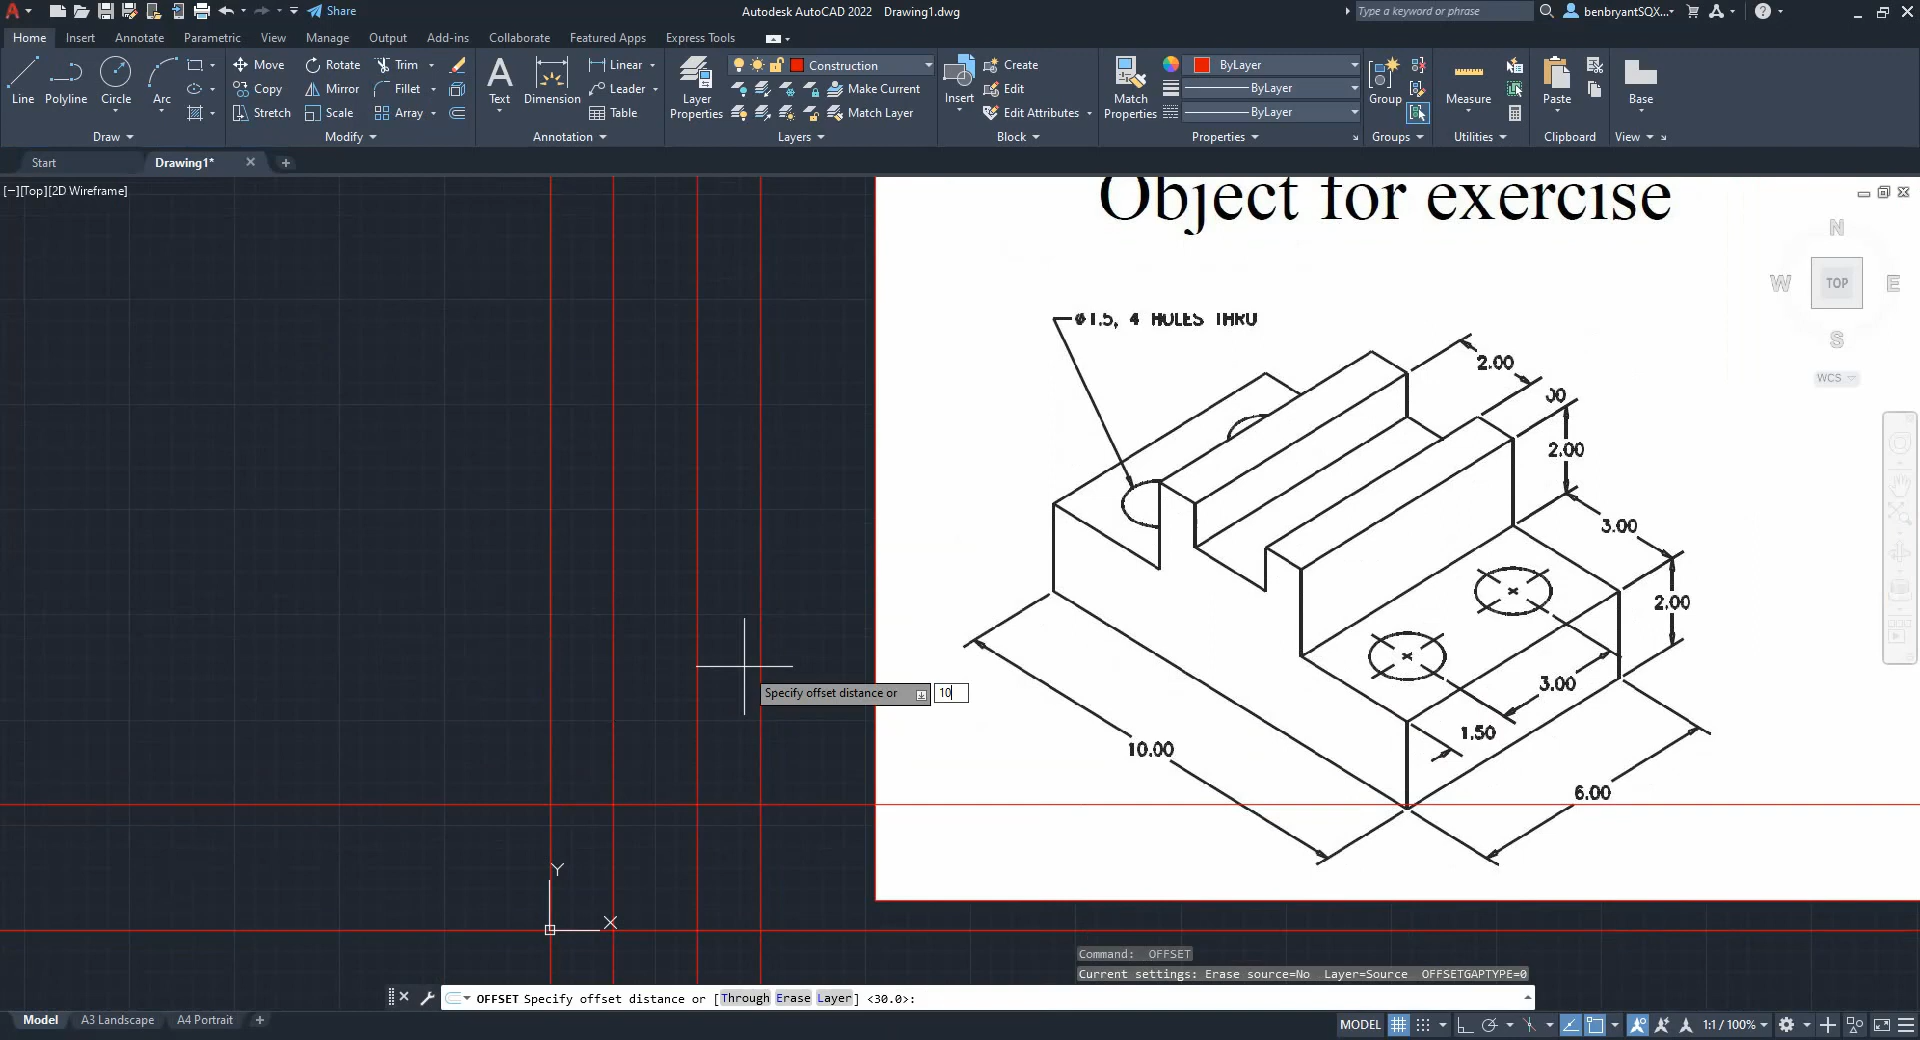 Share
Autodesk AutoCAD 2022 Drawing1.dwg
Type a keyword or phrase
benbryantSQX...
Home Insert Annotate Parametric View Manage Output Add-ins Collaborate Featured Apps Express Tools
Line Polyline Circle Arc
Move Rotate Trim
Copy Mirror Fillet
Stretch Scale Array
Text Dimension
Linear
Leader
Table
Layer Properties
Construction
Make Current
Match Layer
Insert
Create
Edit
Edit Attributes
Match Properties
ByLayer
ByLayer
ByLayer
Group
Measure
Paste
Base
Draw Modify Annotation Layers Block Properties Groups Utilities Clipboard View
Start Drawing1*
[−][Top][2D Wireframe]
Object for exercise
N
W TOP E
S
WCS
Ø1.5, 4 HOLES THRU
2.00
00
2.00
3.00
2.00
3.00
1.50
10.00
6.00
Specify offset distance or 10
Y
X
Command: OFFSET
Current settings: Erase source=No Layer=Source OFFSETGAPTYPE=0
OFFSET Specify offset distance or [Through Erase Layer] <30.0>:
Model A3 Landscape A4 Portrait
MODEL 1:1 / 100%